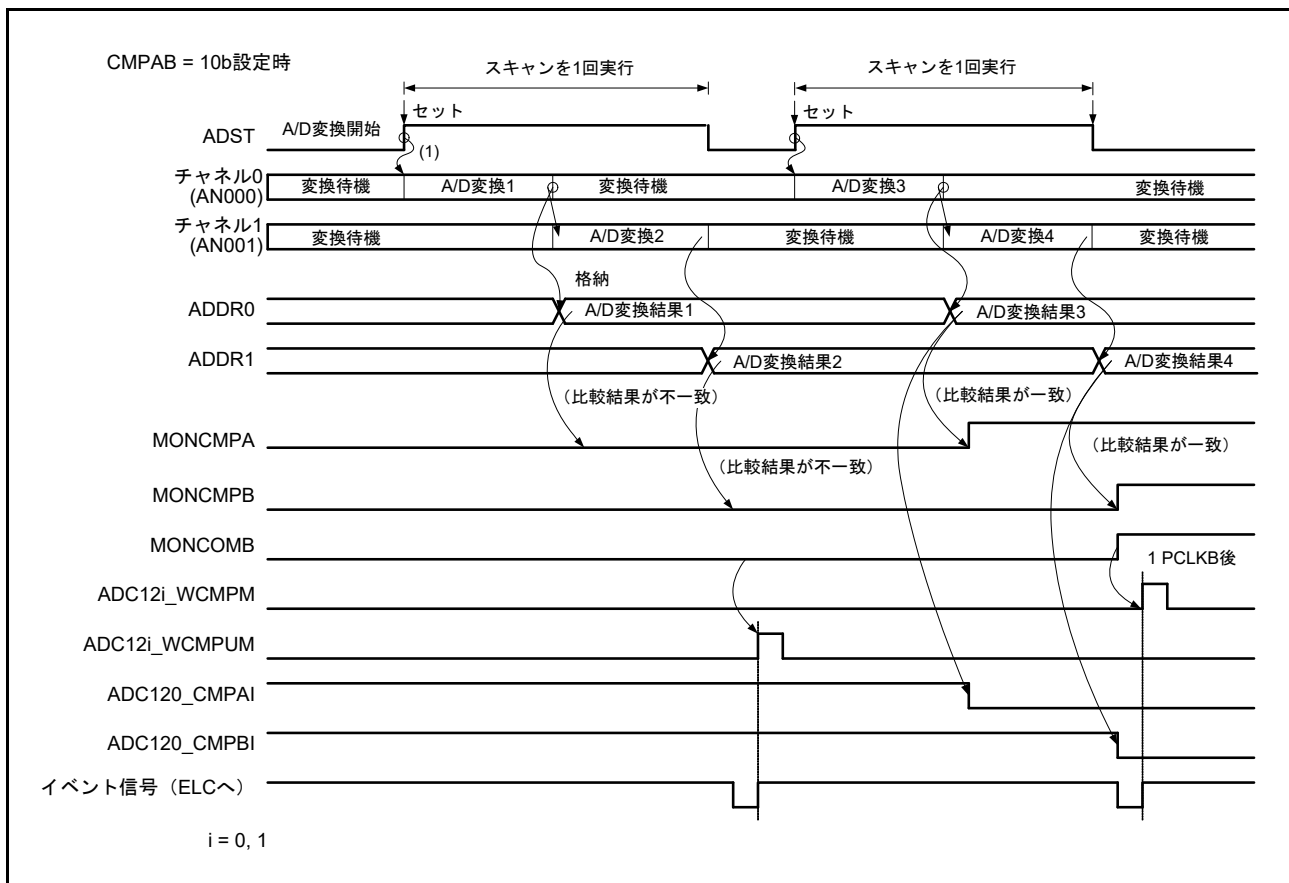 CMPAB = 10b設定時
スキャンを1回実行
スキャンを1回実行
セット
セット
ADST
A/D変換開始
(1)
チャネル0
(AN000)
変換待機
A/D変換1
変換待機
A/D変換3
変換待機
チャネル1
(AN001)
変換待機
A/D変換2
変換待機
A/D変換4
変換待機
格納
ADDR0
A/D変換結果1
A/D変換結果3
ADDR1
A/D変換結果2
A/D変換結果4
（比較結果が不一致）
（比較結果が一致）
MONCMPA
（比較結果が不一致）
（比較結果が一致）
MONCMPB
MONCOMB
1 PCLKB後
ADC12i_WCMPM
ADC12i_WCMPUM
ADC120_CMPAI
ADC120_CMPBI
イベント信号（ELCへ）
i = 0, 1